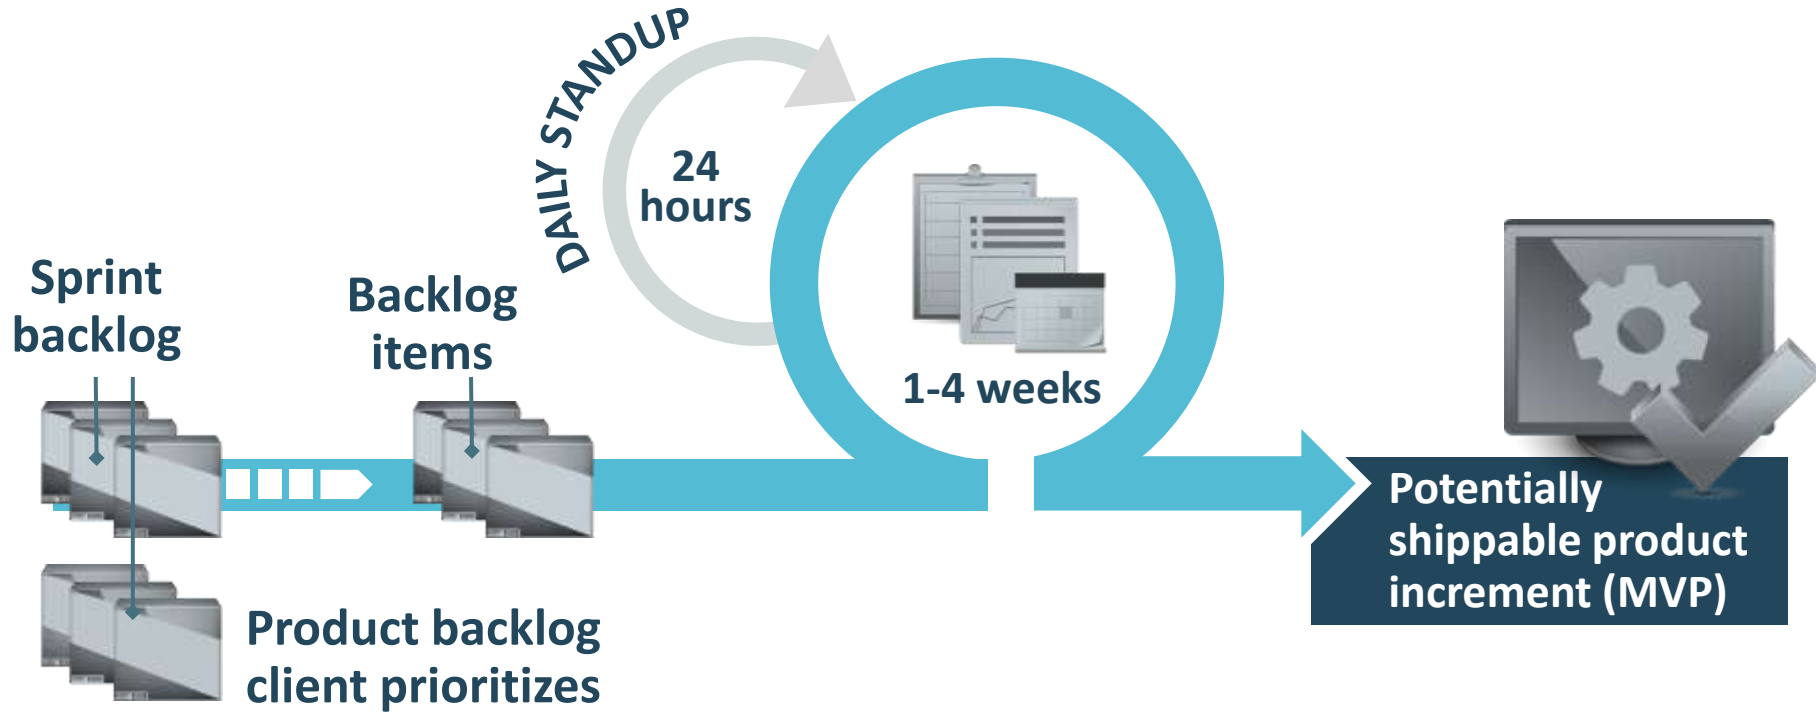 DAILY STANDUP
24
hours
Sprint
backlog
Backlog
items
1-4 weeks
Potentially
shippable product
increment (MVP)
Product backlog
client prioritizes